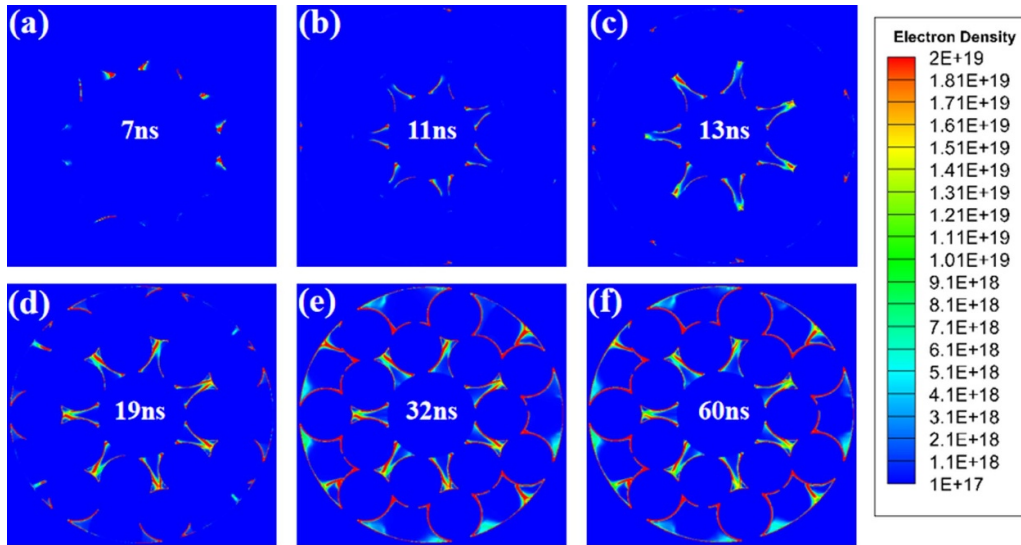 (a)
7ns
(b)
11ns
(c)
13ns
(d)
19ns
(e)
32ns
(f)
60ns
Electron Density
2E+19
1.81E+19
1.71E+19
1.61E+19
1.51E+19
1.41E+19
1.31E+19
1.21E+19
1.11E+19
1.01E+19
9.1E+18
8.1E+18
7.1E+18
6.1E+18
5.1E+18
4.1E+18
3.1E+18
2.1E+18
1.1E+18
1E+17